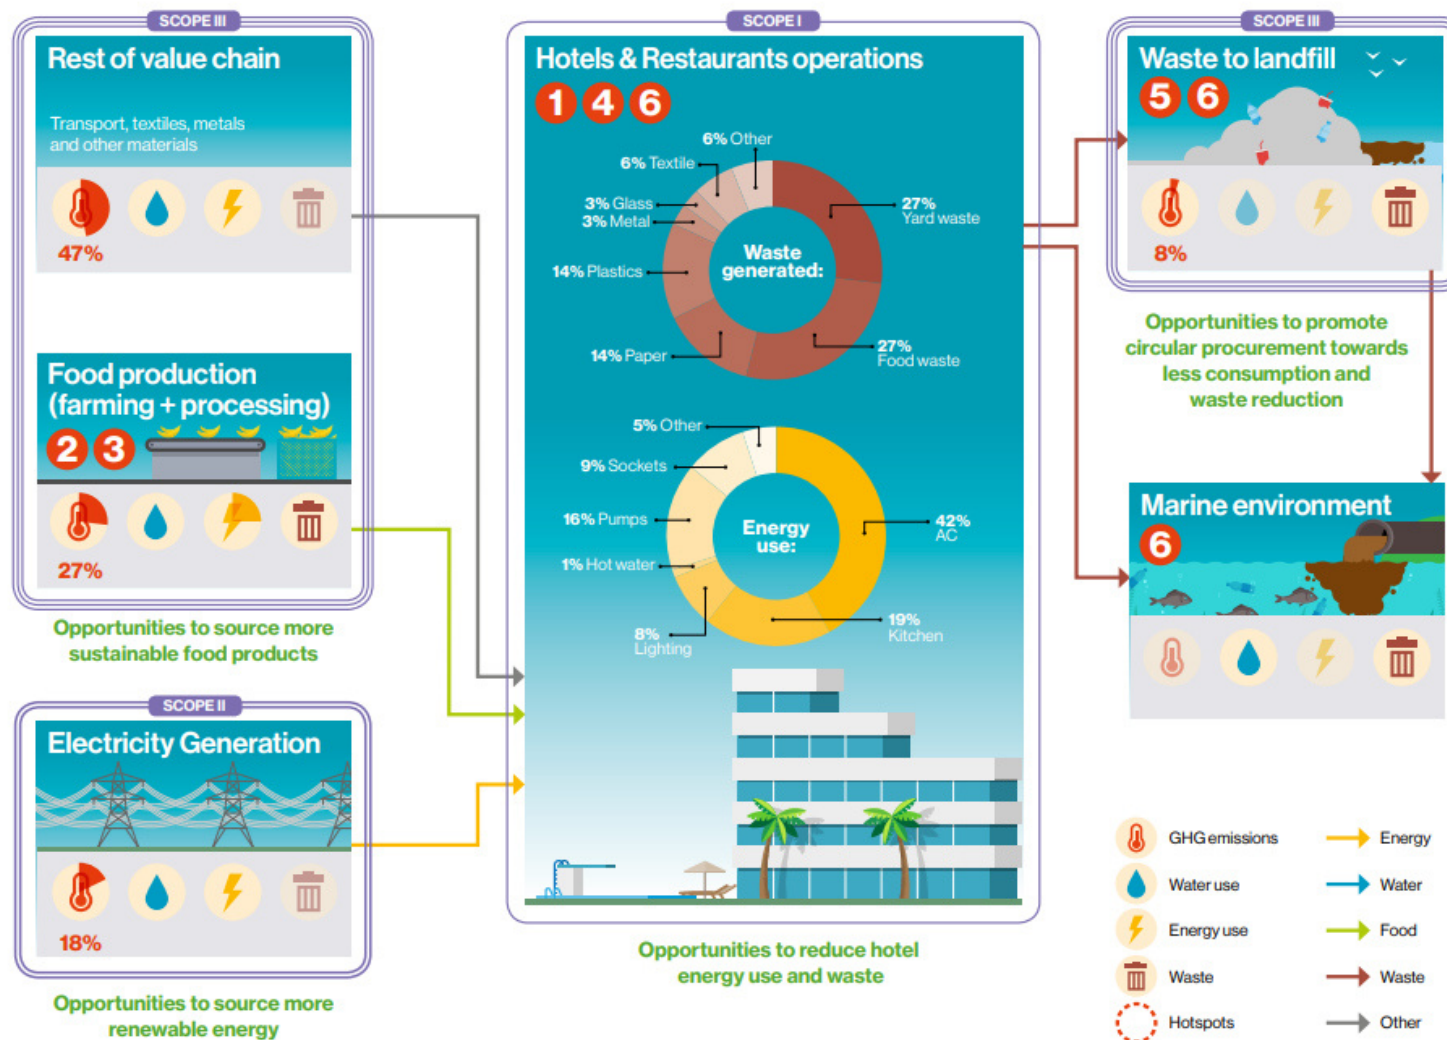 SCOPE III
Rest of value chain
Transport, textiles, metals
and other materials
47%
Food production
(farming + processing)
2 3
27%
Opportunities to source more
sustainable food products
SCOPE II
Electricity Generation
18%
Opportunities to source more
renewable energy
SCOPE I
Hotels & Restaurants operations
1 4 6
6% Other
6% Textile
3% Glass
3% Metal
14% Plastics
14% Paper
27%
Yard waste
27%
Food waste
Waste
generated:
5% Other
9% Sockets
16% Pumps
1% Hot water
8%
Lighting
42%
AC
19%
Kitchen
Energy
use:
Opportunities to reduce hotel
energy use and waste
SCOPE III
Waste to landfill
5 6
8%
Opportunities to promote
circular procurement towards
less consumption and
waste reduction
Marine environment
6
GHG emissions
Water use
Energy use
Waste
Hotspots
Energy
Water
Food
Waste
Other